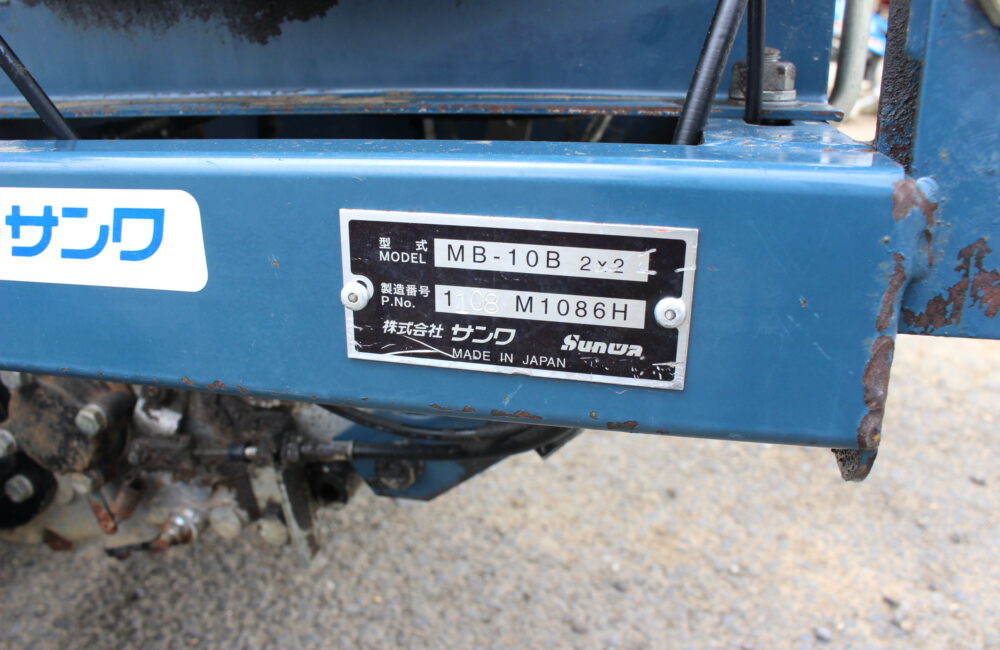 サンワ
型式 MB-10B 2×2
MODEL
製造番号 1108 M1086H
P.No.
株式会社 サンワ Sunwa
MADE IN JAPAN